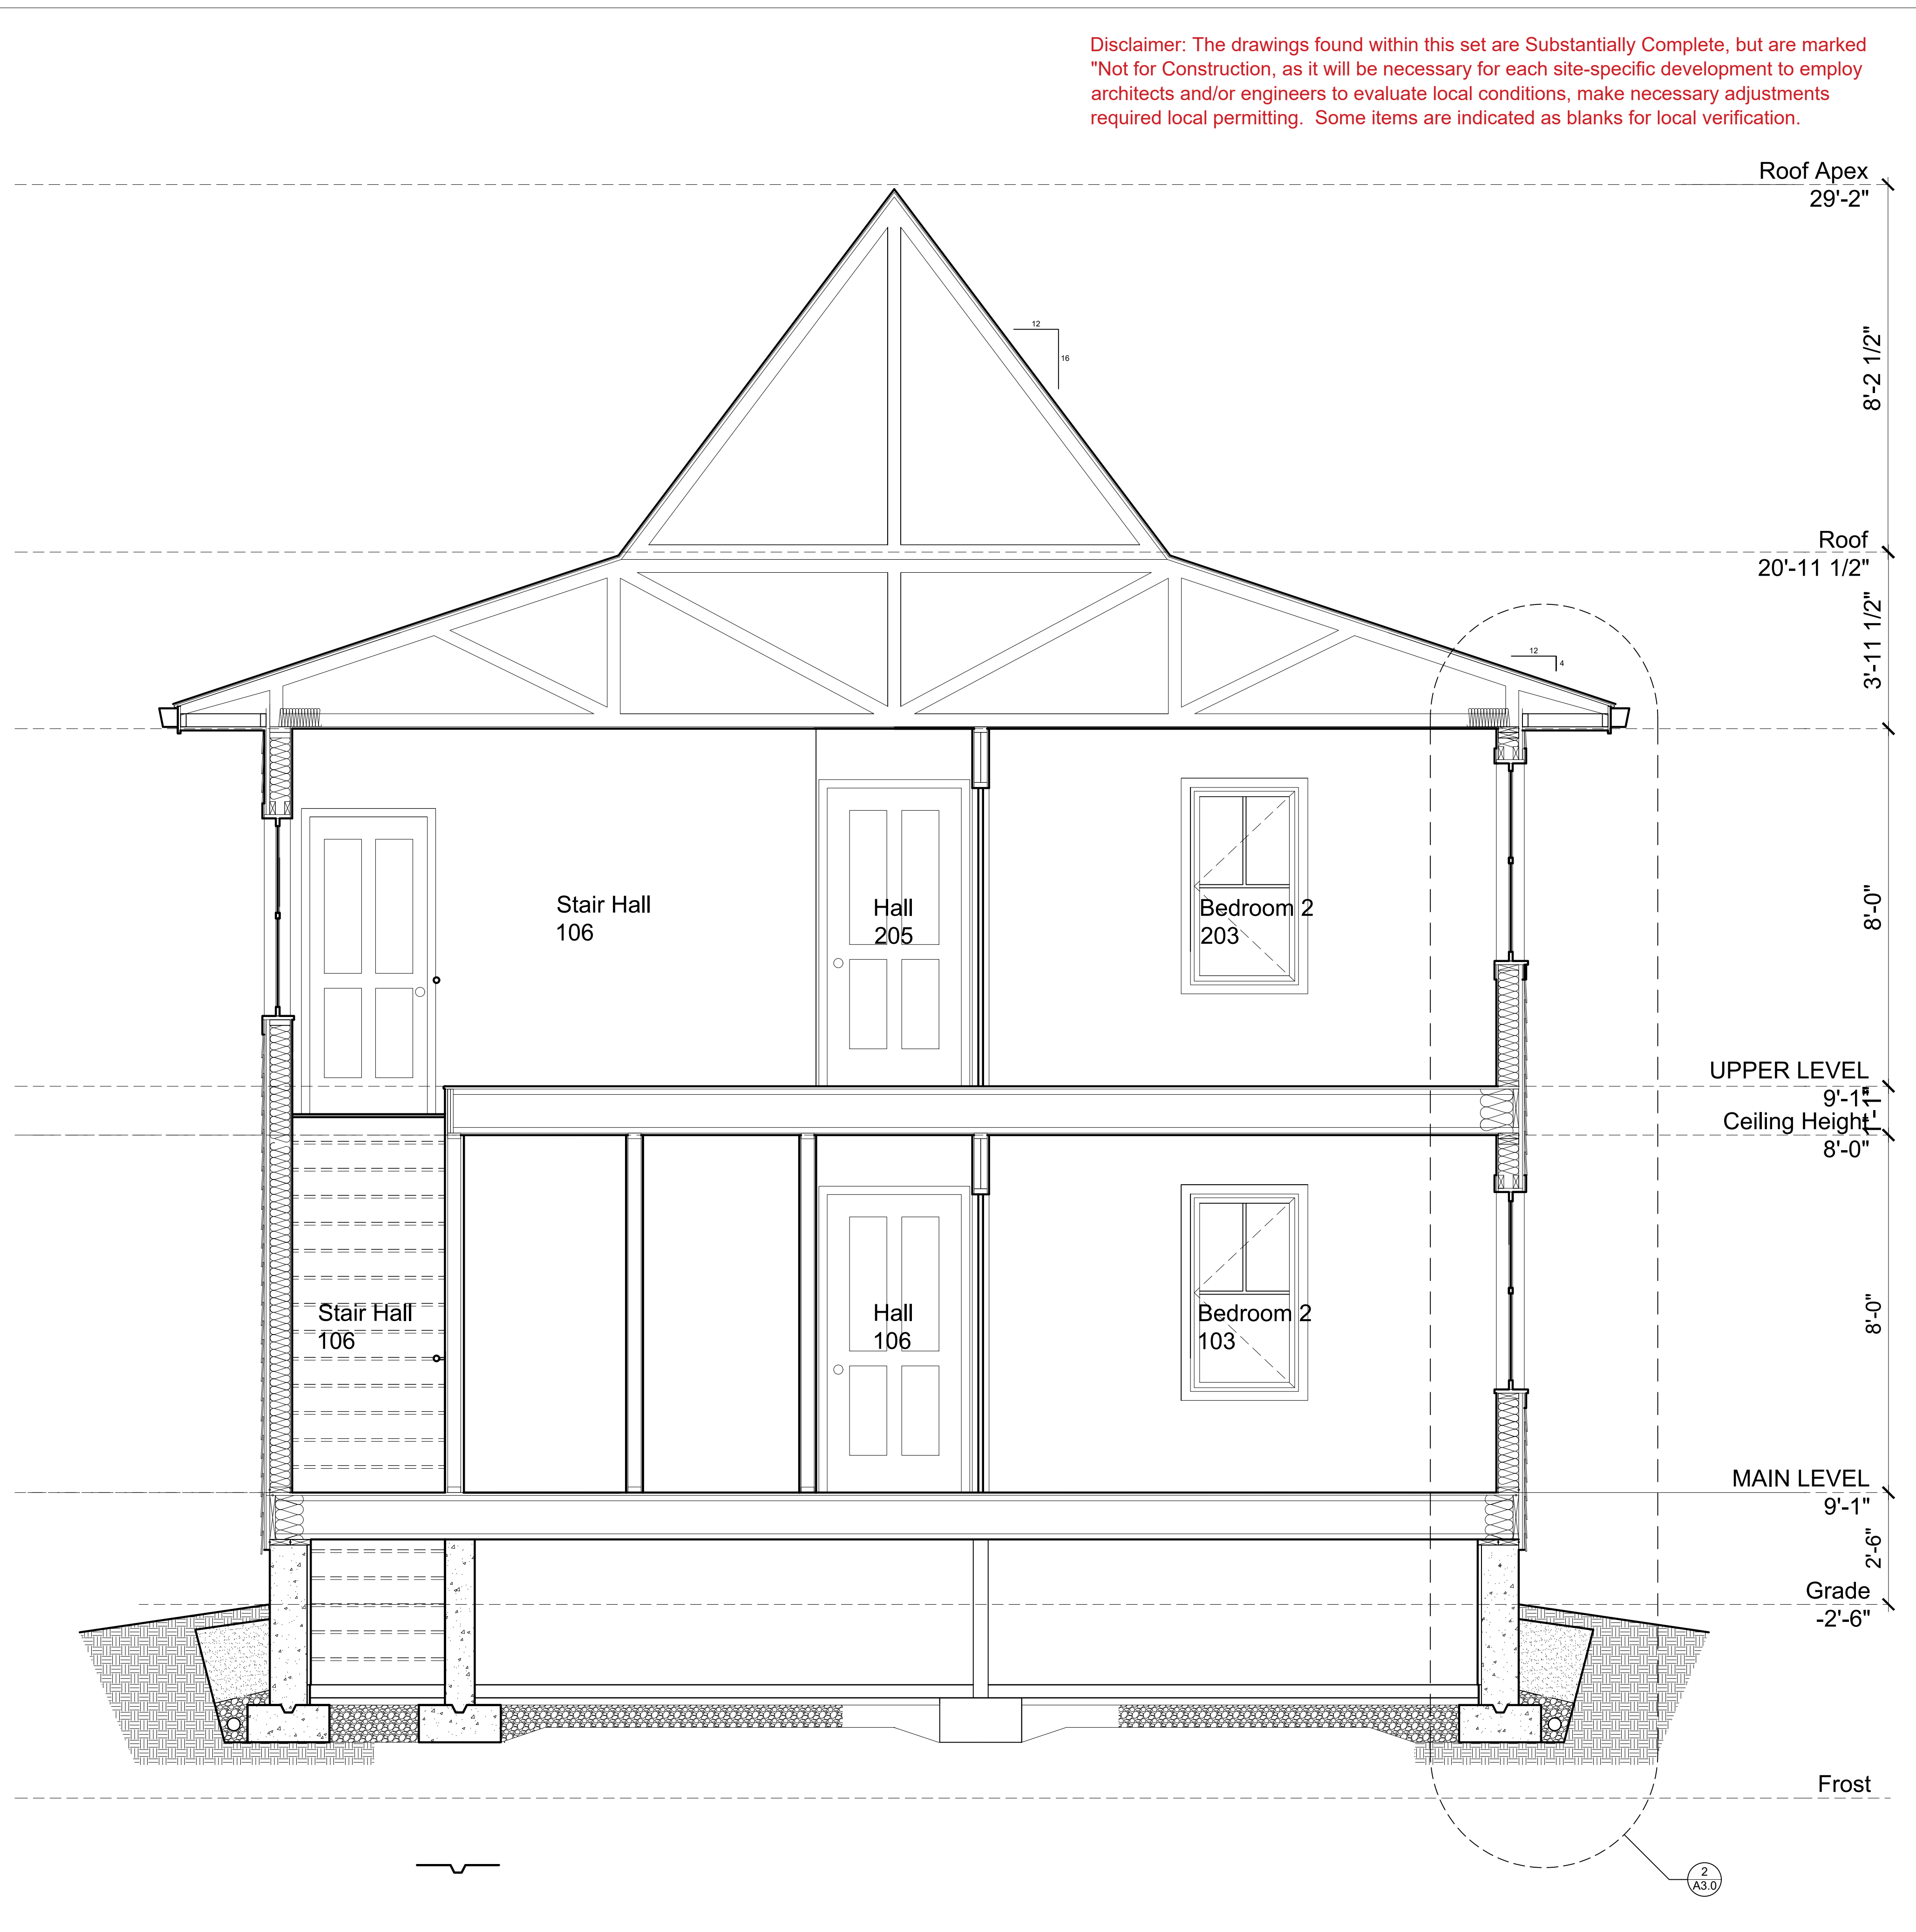 Disclaimer: The drawings found within this set are Substantially Complete, but are marked
"Not for Construction, as it will be necessary for each site-specific development to employ
architects and/or engineers to evaluate local conditions, make necessary adjustments
required local permitting.  Some items are indicated as blanks for local verification.
Roof Apex
29'-2"
12
16
8'-2 1/2"
Roof
20'-11 1/2"
3'-11 1/2"
12
4
Stair Hall
106
Hall
205
Bedroom 2
203
8'-0"
UPPER LEVEL
9'-1"
1'-1"
Ceiling Height
8'-0"
Stair Hall
106
Hall
106
Bedroom 2
103
8'-0"
MAIN LEVEL
9'-1"
2'-6"
Grade
-2'-6"
Frost
2
A3.0